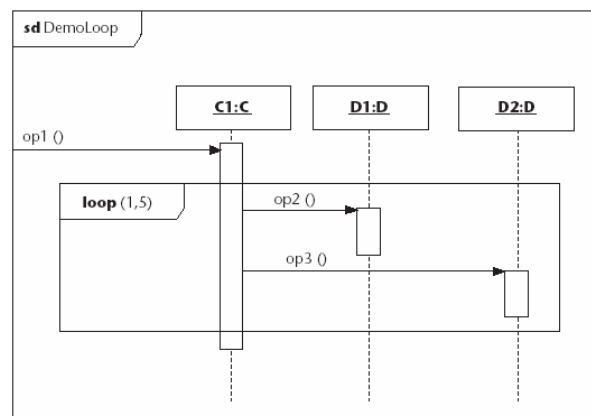 sd DemoLoop
C1:C
D1:D
D2:D
op1 ()
loop (1,5)
op2 ()
op3 ()